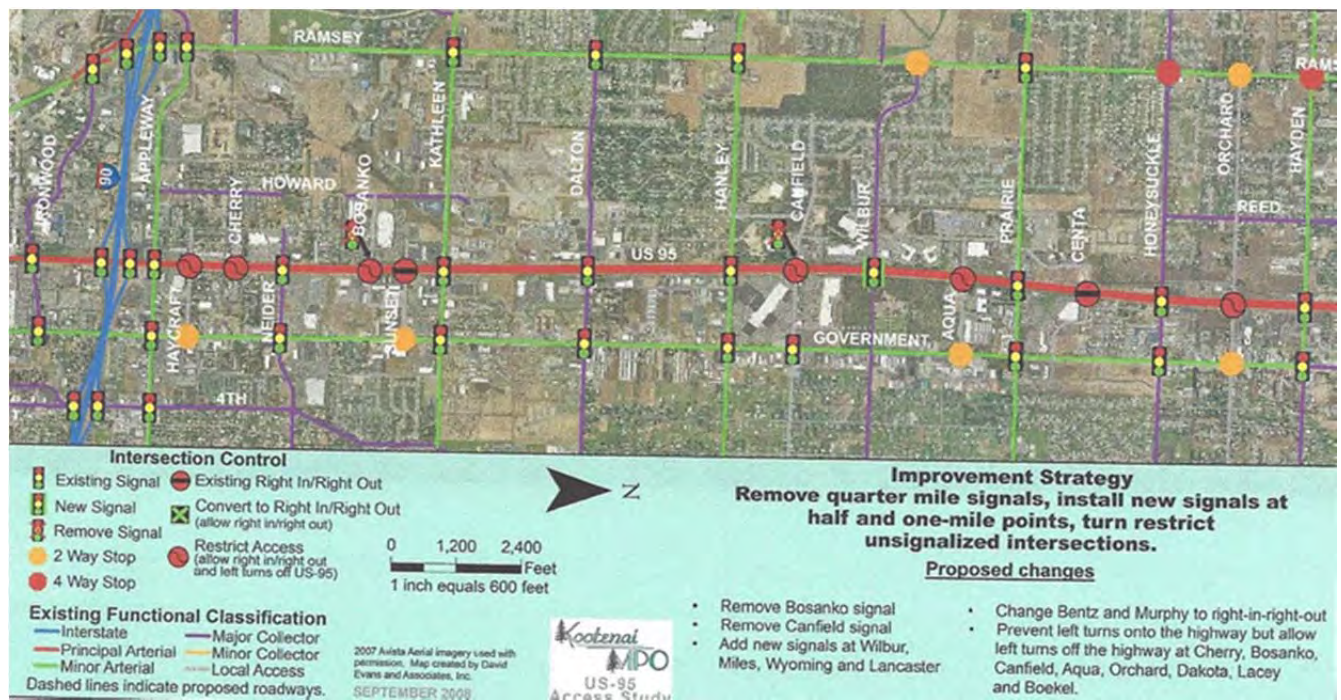 RAMSEY
RAMS
IRONWOOD
90
APPLEWAY
CHERRY
HOWARD
BOSANKO
KATHLEEN
DALTON
HANLEY
CANFIELD
WILBUR
PRAIRIE
CENTA
HONEYSUCKLE
ORCHARD
HAYDEN
REED
US 95
HAYCRAFT
NEIDER
SUNSET
AQUA
GOVERNMENT
4TH
Intersection Control
Existing Signal
Existing Right In/Right Out
New Signal
Convert to Right In/Right Out
(allow right in/right out)
Remove Signal
2 Way Stop
Restrict Access
(allow right in/right out
and left turns off US-95)
4 Way Stop
Existing Functional Classification
Interstate
Major Collector
Principal Arterial
Minor Collector
Minor Arterial
Local Access
Dashed lines indicate proposed roadways.
N
0 1,200 2,400
Feet
1 inch equals 600 feet
2007 Avista Aerial imagery used with
permission. Map created by David
Evans and Associates, Inc.
SEPTEMBER 2008
Kootenai
MPO
US-95
Access Study
Improvement Strategy
Remove quarter mile signals, install new signals at
half and one-mile points, turn restrict
unsignalized intersections.
Proposed changes
• Remove Bosanko signal
• Remove Canfield signal
• Add new signals at Wilbur,
Miles, Wyoming and Lancaster
• Change Bentz and Murphy to right-in-right-out
• Prevent left turns onto the highway but allow
left turns off the highway at Cherry, Bosanko,
Canfield, Aqua, Orchard, Dakota, Lacey
and Boekel.